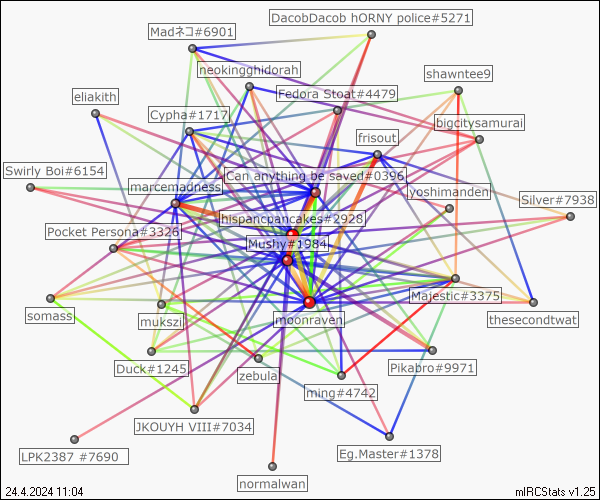 DacobDacob hORNY police#5271
Madネコ#6901
neokingghidorah
shawntee9
Fedora Stoat#4479
eliakith
Cypha#1717
bigcitysamurai
frisout
Swirly Boi#6154
Can anything be saved#0396
marcemadness
yoshimanden
Silver#7938
hispancpancakes#2928
Pocket Persona#3326
Mushy#1984
Majestic#3375
somass
mukszii
moonraven
thesecondtwat
Duck#1245
zebula
Pikabro#9971
ming#4742
JKOUYH VIII#7034
LPK2387 #7690
Eg.Master#1378
normalwan
24.4.2024 11:04
mIRCStats v1.25